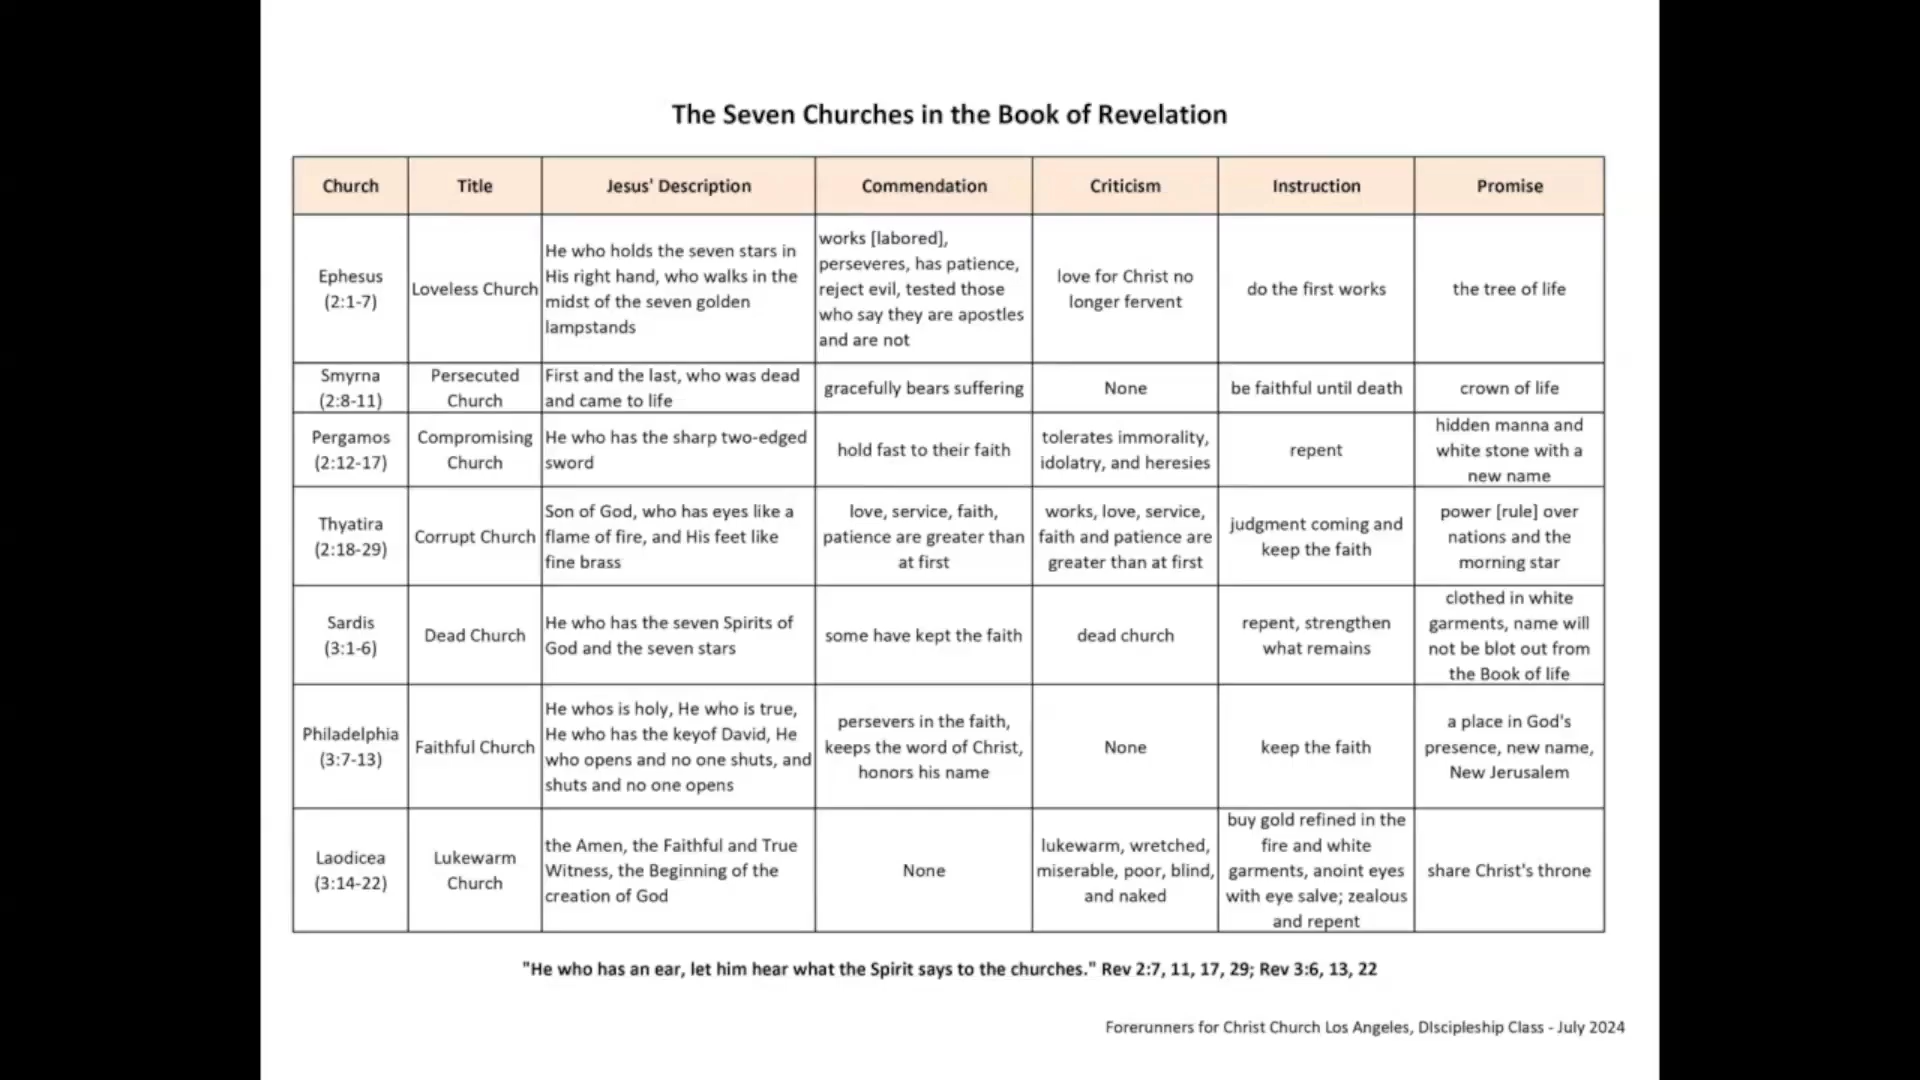 The Seven Churches in the Book of Revelation
Church Title Jesus' Description Commendation Criticism Instruction Promise
Ephesus
(2:1-7)
Loveless Church
He who holds the seven stars in
His right hand, who walks in the
midst of the seven golden
lampstands
works [labored],
perseveres, has patience,
reject evil, tested those
who say they are apostles
and are not
love for Christ no
longer fervent
do the first works
the tree of life
Smyrna
(2:8-11)
Persecuted
Church
First and the last, who was dead
and came to life
gracefully bears suffering
None
be faithful until death
crown of life
Pergamos
(2:12-17)
Compromising
Church
He who has the sharp two-edged
sword
hold fast to their faith
tolerates immorality,
idolatry, and heresies
repent
hidden manna and
white stone with a
new name
Thyatira
(2:18-29)
Corrupt Church
Son of God, who has eyes like a
flame of fire, and His feet like
fine brass
love, service, faith,
patience are greater than
at first
works, love, service,
faith and patience are
greater than at first
judgment coming and
keep the faith
power [rule] over
nations and the
morning star
Sardis
(3:1-6)
Dead Church
He who has the seven Spirits of
God and the seven stars
some have kept the faith
dead church
repent, strengthen
what remains
clothed in white
garments, name will
not be blot out from
the Book of life
Philadelphia
(3:7-13)
Faithful Church
He whos is holy, He who is true,
He who has the keyof David, He
who opens and no one shuts, and
shuts and no one opens
persevers in the faith,
keeps the word of Christ,
honors his name
None
keep the faith
a place in God's
presence, new name,
New Jerusalem
Laodicea
(3:14-22)
Lukewarm
Church
the Amen, the Faithful and True
Witness, the Beginning of the
creation of God
None
lukewarm, wretched,
miserable, poor, blind,
and naked
buy gold refined in the
fire and white
garments, anoint eyes
with eye salve; zealous
and repent
share Christ's throne
"He who has an ear, let him hear what the Spirit says to the churches." Rev 2:7, 11, 17, 29; Rev 3:6, 13, 22
Forerunners for Christ Church Los Angeles, DIscipleship Class - July 2024